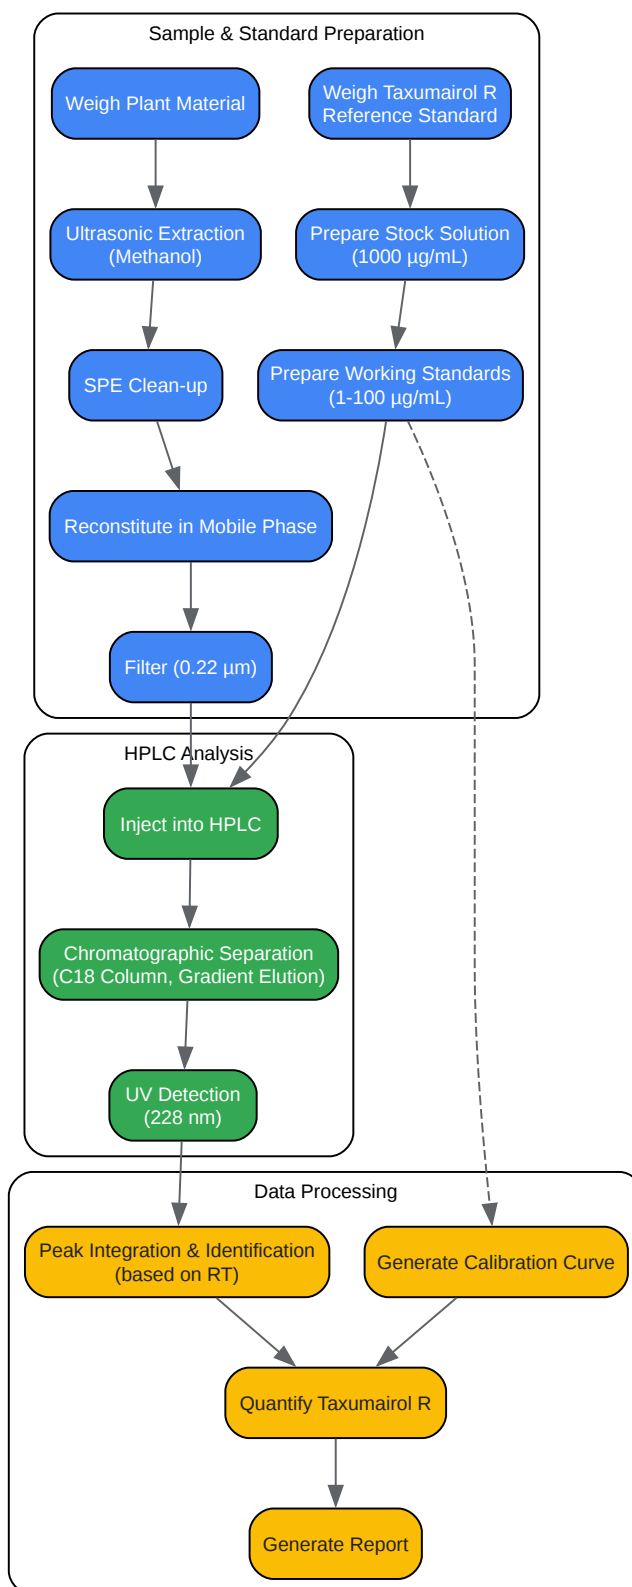 Sample & Standard Preparation
Weigh Plant Material
Weigh Taxumairol R
Reference Standard
Ultrasonic Extraction
(Methanol)
Prepare Stock Solution
(1000 µg/mL)
SPE Clean-up
Prepare Working Standards
(1-100 µg/mL)
Reconstitute in Mobile Phase
Filter (0.22 µm)
HPLC Analysis
Inject into HPLC
Chromatographic Separation
(C18 Column, Gradient Elution)
UV Detection
(228 nm)
Data Processing
Peak Integration & Identification
(based on RT)
Generate Calibration Curve
Quantify Taxumairol R
Generate Report